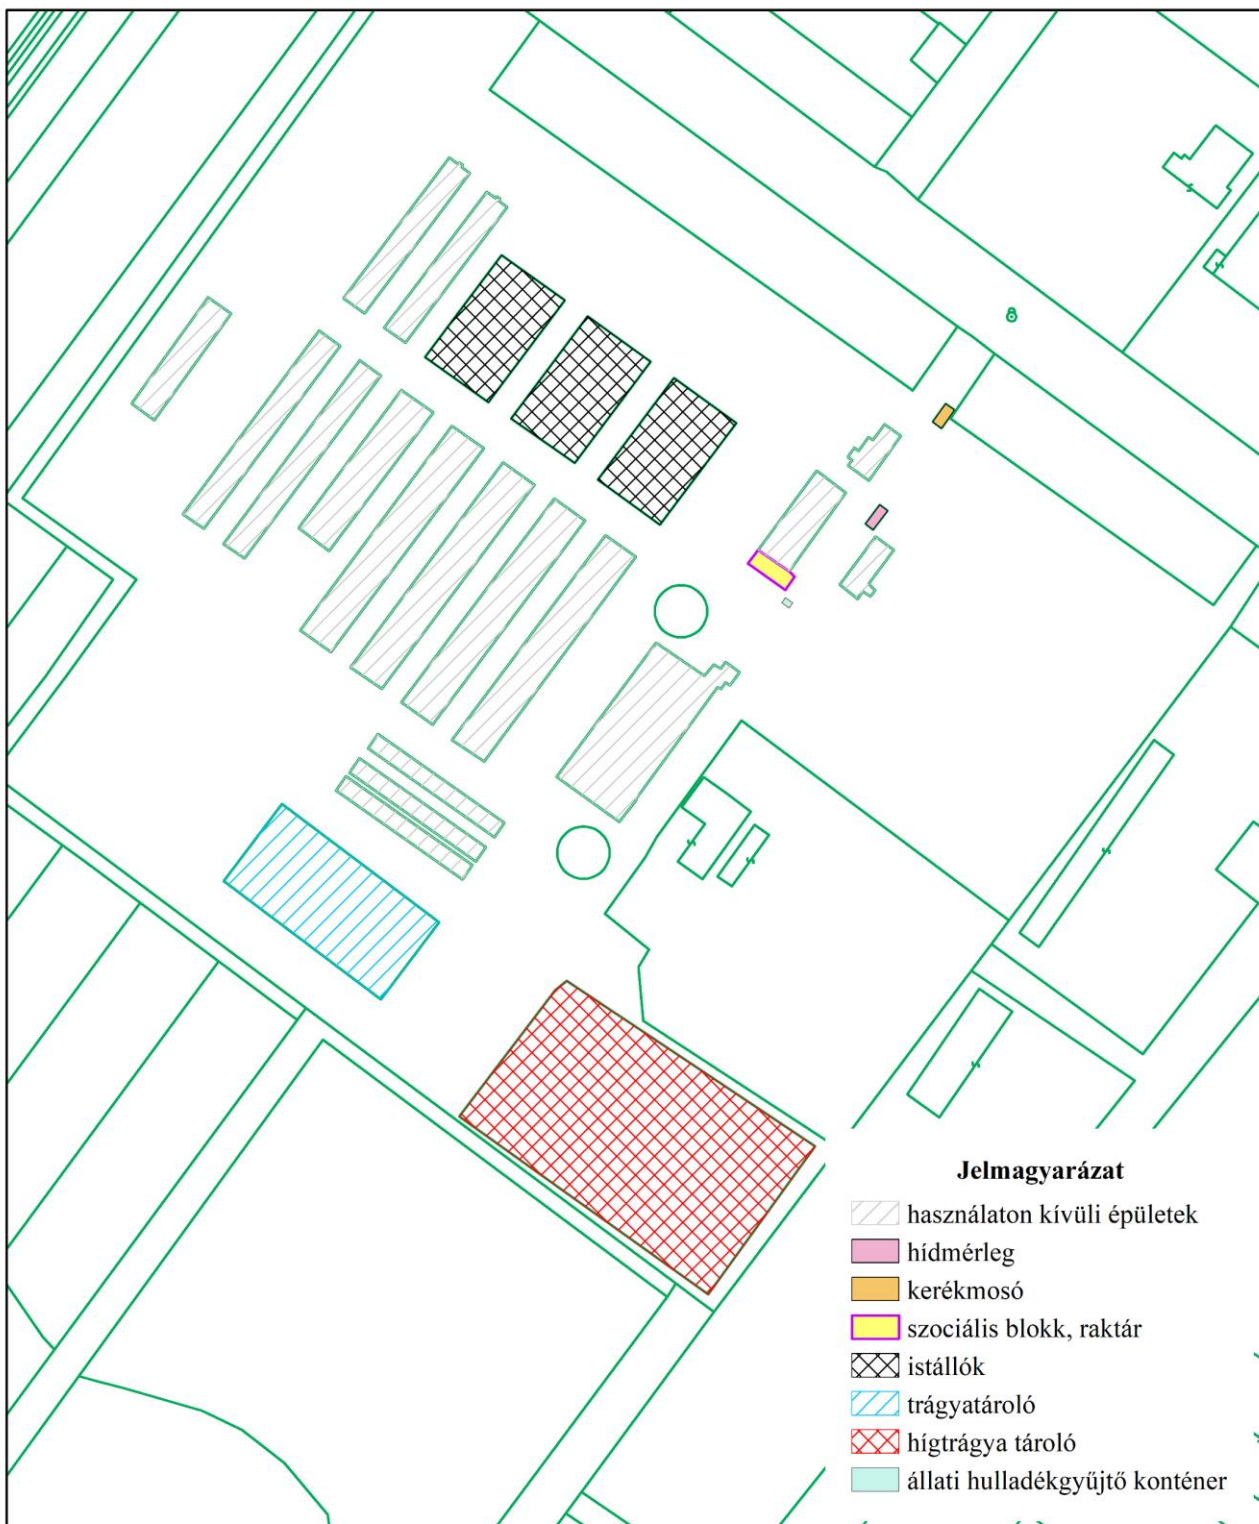 Jelmagyarázat
használaton kívüli épületek
hídmérleg
kerékmosó
szociális blokk, raktár
istállók
trágyatároló
hígtrágya tároló
állati hulladékgyűjtő konténer